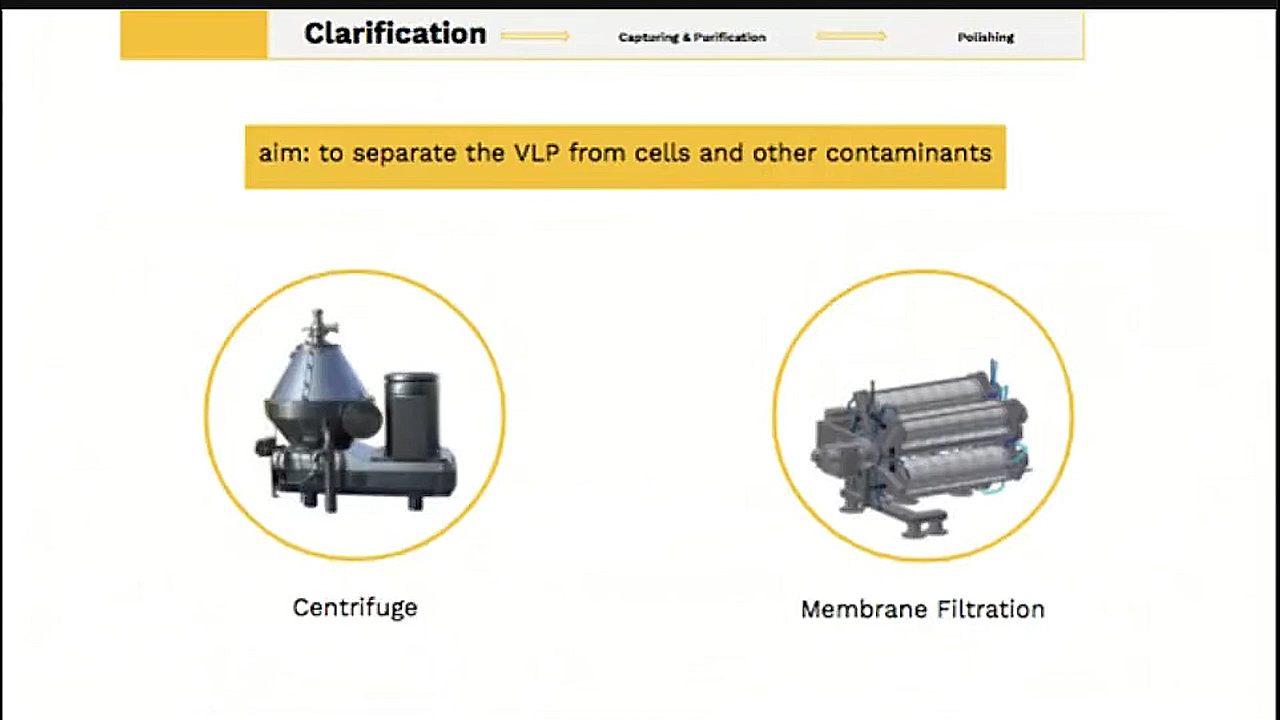 Clarification
Capturing & Purification
Polishing
aim: to separate the VLP from cells and other contaminants
Centrifuge
Membrane Filtration